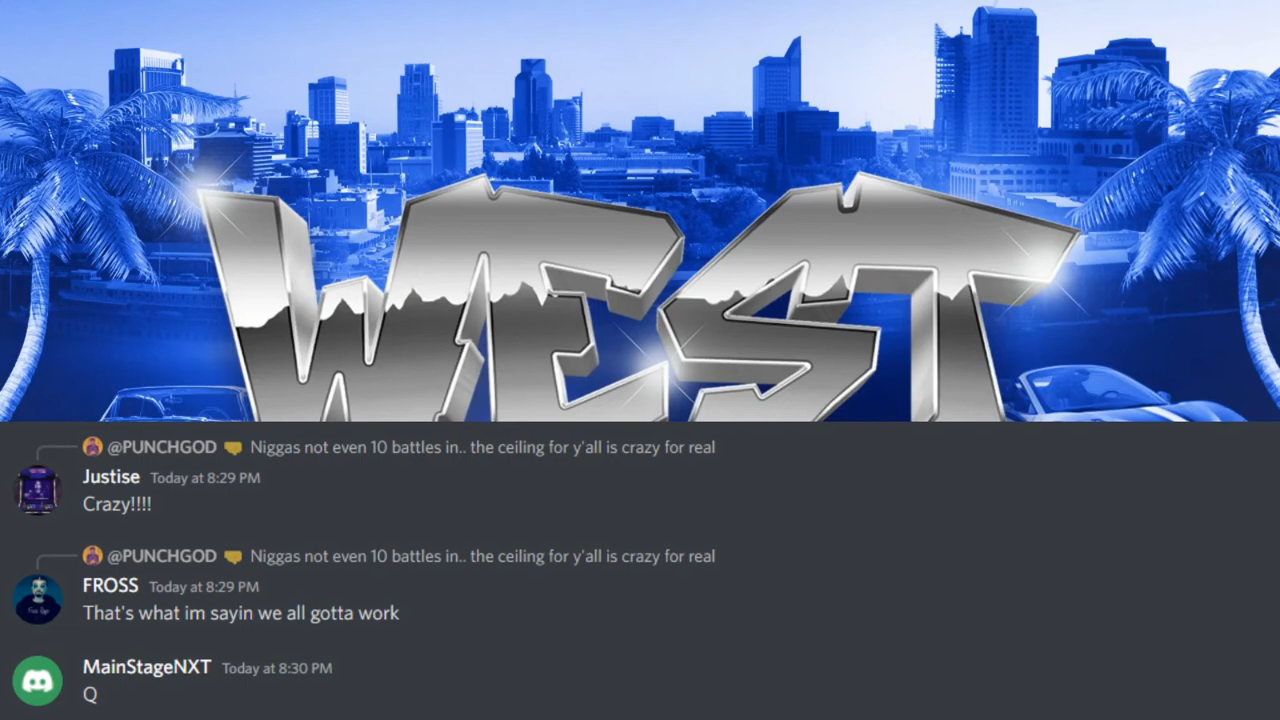 WEST
@PUNCHGOD Niggas not even 10 battles in.. the ceiling for y'all is crazy for real
Justise Today at 8:29 PM
Crazy!!!!
@PUNCHGOD Niggas not even 10 battles in.. the ceiling for y'all is crazy for real
FROSS Today at 8:29 PM
That's what im sayin we all gotta work
MainStageNXT Today at 8:30 PM
Q